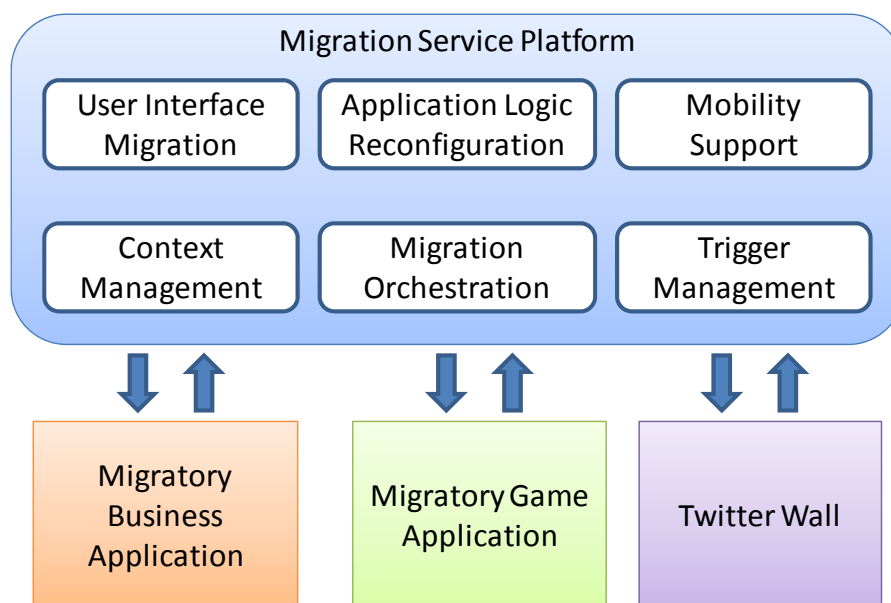 Migration Service Platform
User Interface
Migration
Application Logic
Reconfiguration
Mobility
Support
Context
Management
Migration
Orchestration
Trigger
Management
Migratory
Business
Application
Migratory Game
Application
Twitter Wall